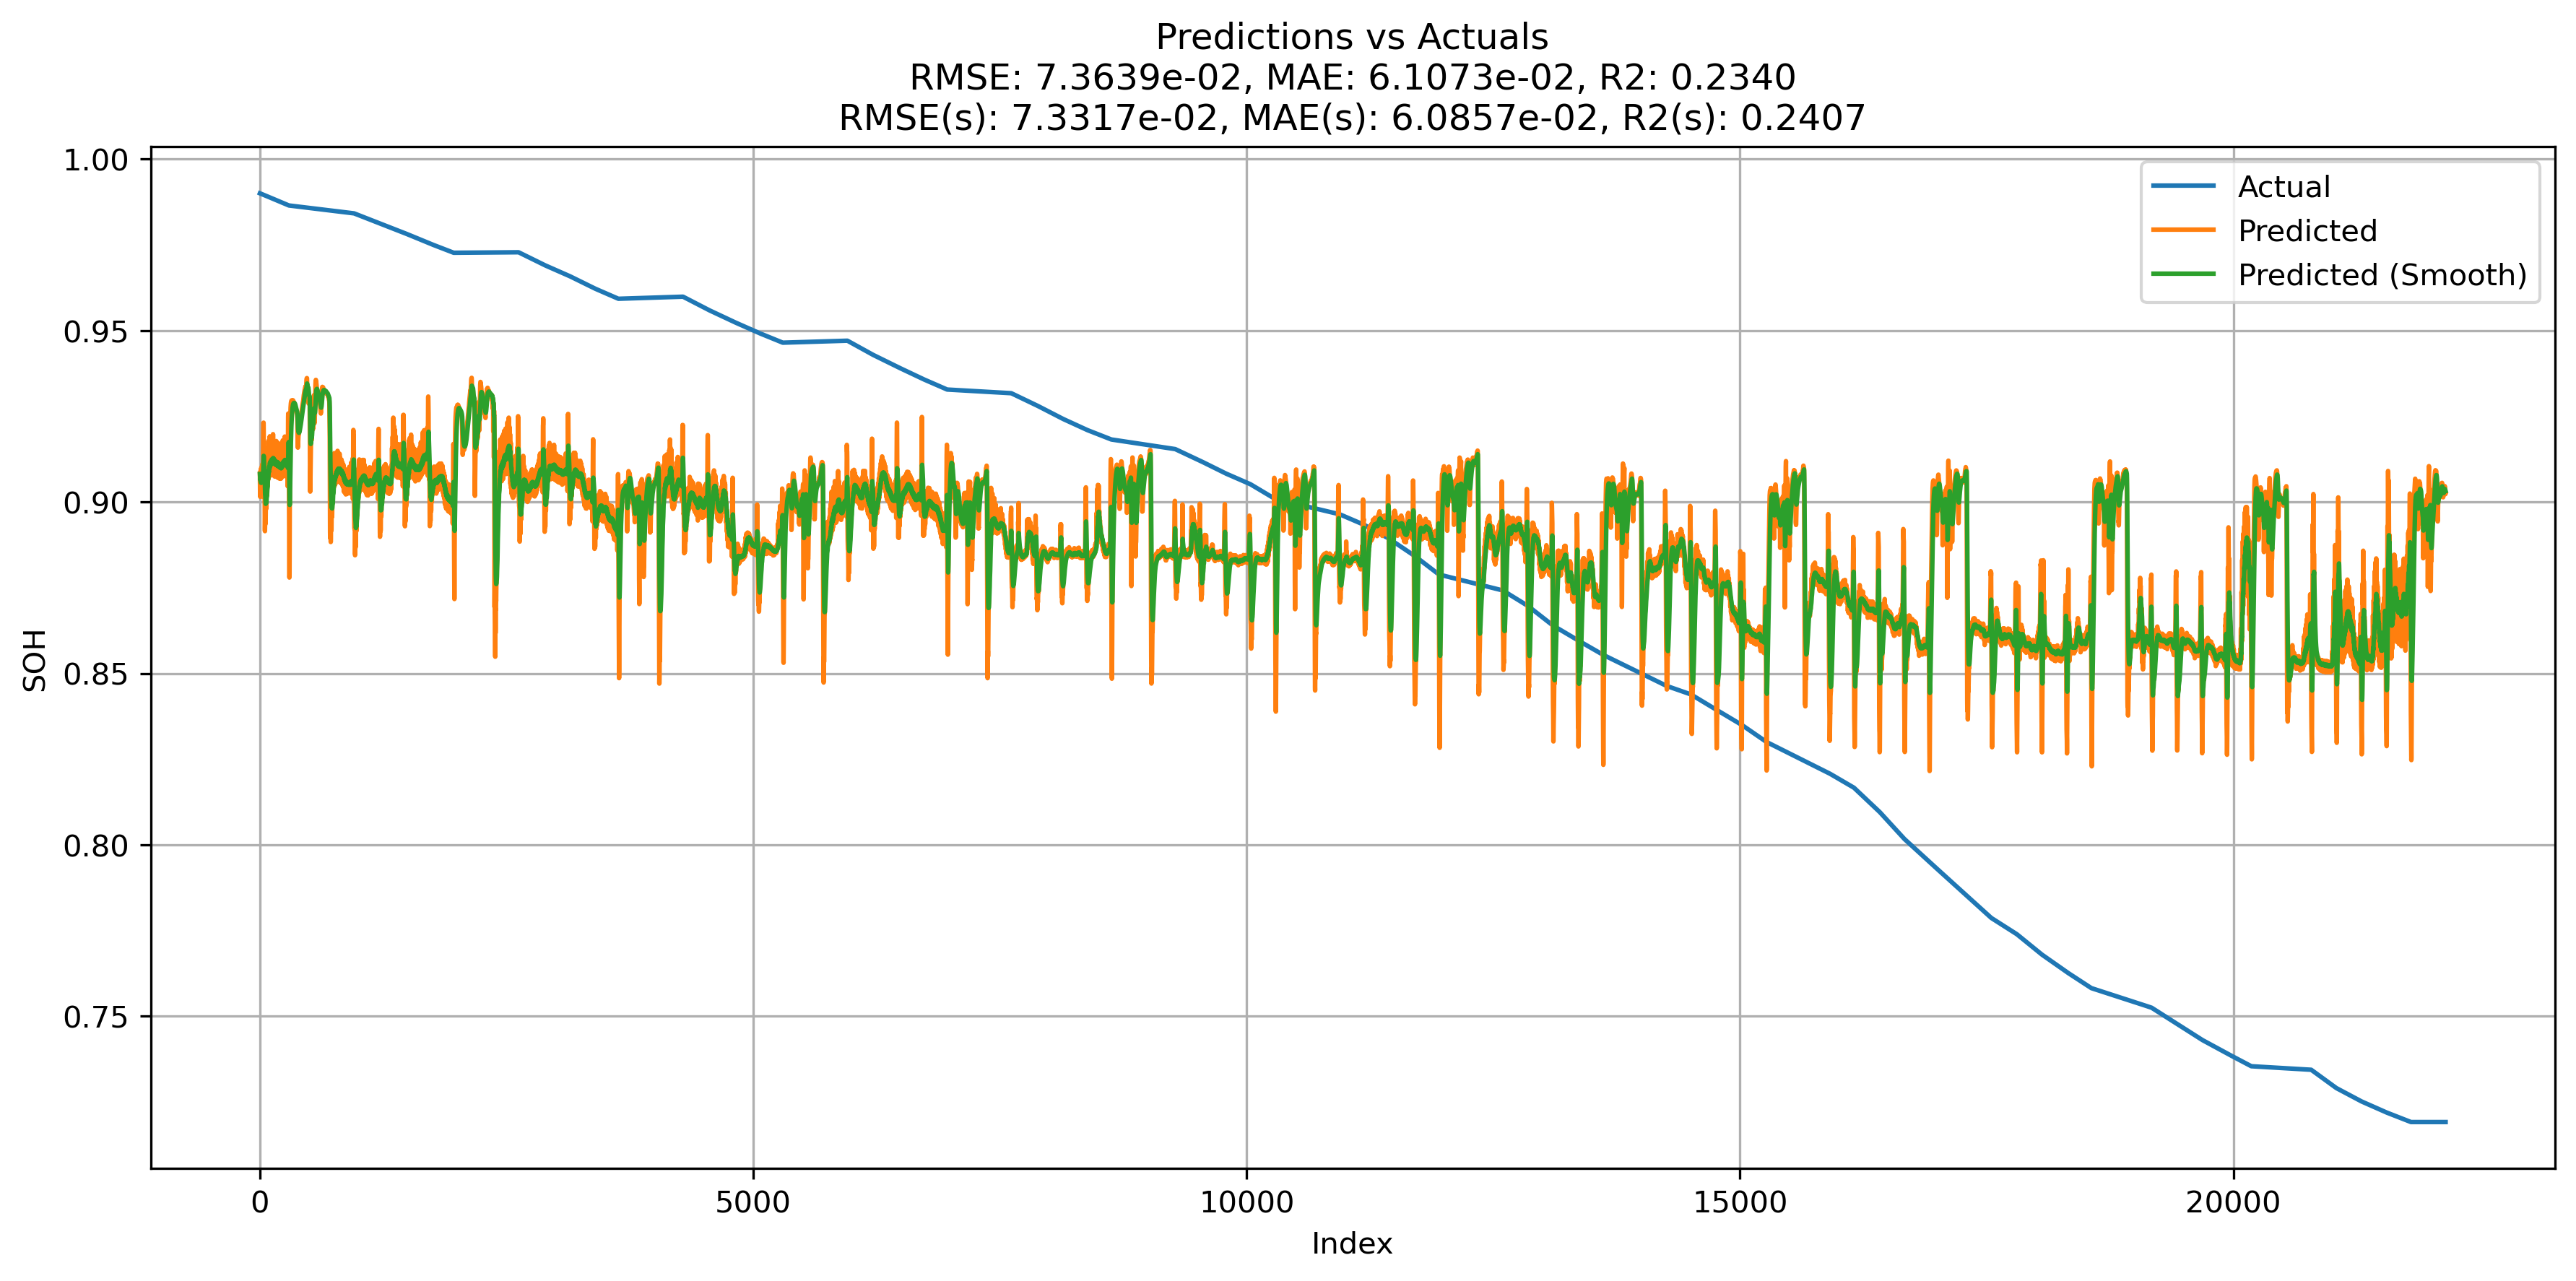 Predictions vs Actuals
RMSE: 7.3639e-02, MAE: 6.1073e-02, R2: 0.2340
RMSE(s): 7.3317e-02, MAE(s): 6.0857e-02, R2(s): 0.2407
1.00
0.95
0.90
0.85
0.80
0.75
SOH
Actual
Predicted
Predicted (Smooth)
0
5000
10000
15000
20000
Index